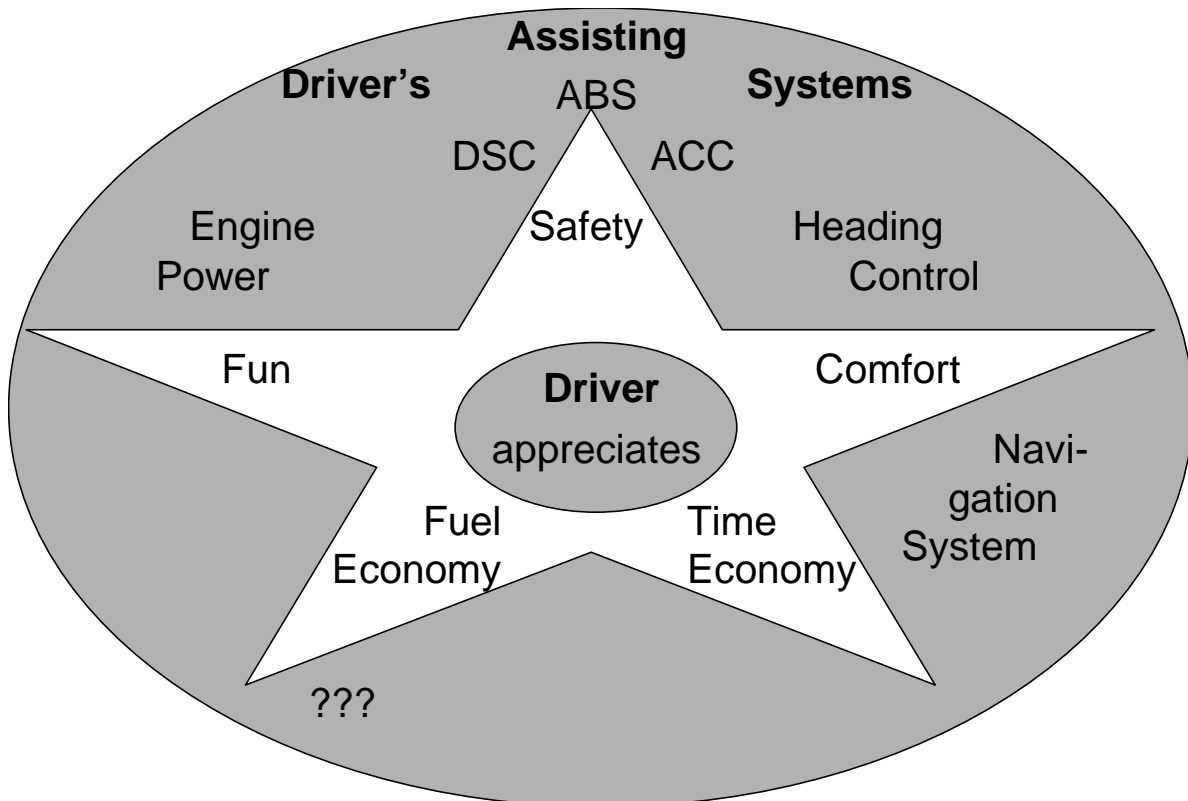 Assisting
Driver’s Systems
ABS
DSC ACC
Engine
Power
Safety
Heading
Control
Fun
Comfort
Driver
appreciates
Navi-
gation
System
Fuel
Economy
Time
Economy
???